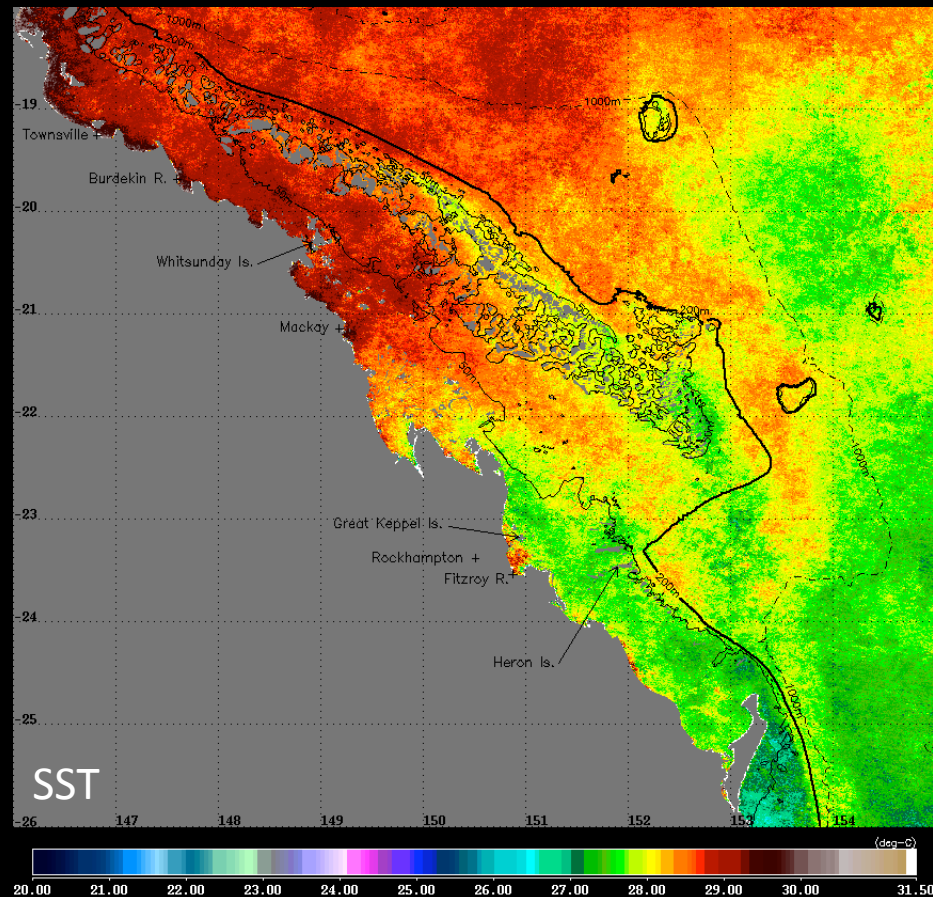 1000m
200m
1000m
-19
Townsville
Burdekin R.
50m
-20
Whitsunday Is.
-21
200m
Mackay
50m
-22
1000m
-23
Great Keppel Is.
Rockhampton
Fitzroy R.
200m
-24
Heron Is.
1000m
-25
SST
-26
147 148 149 150 151 152 153 154
(deg-C)
20.00 21.00 22.00 23.00 24.00 25.00 26.00 27.00 28.00 29.00 30.00 31.50